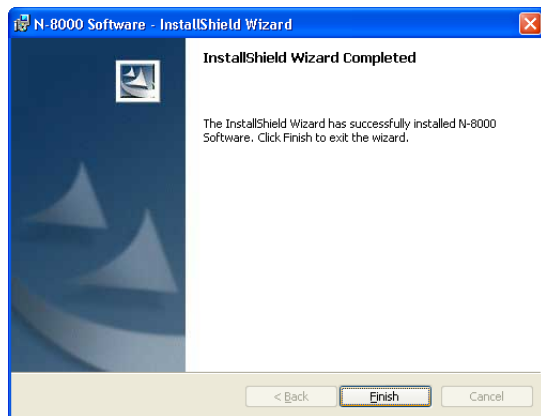 N-8000 Software - InstallShield Wizard
InstallShield Wizard Completed
The InstallShield Wizard has successfully installed N-8000
Software. Click Finish to exit the wizard.
< Back
Finish
Cancel